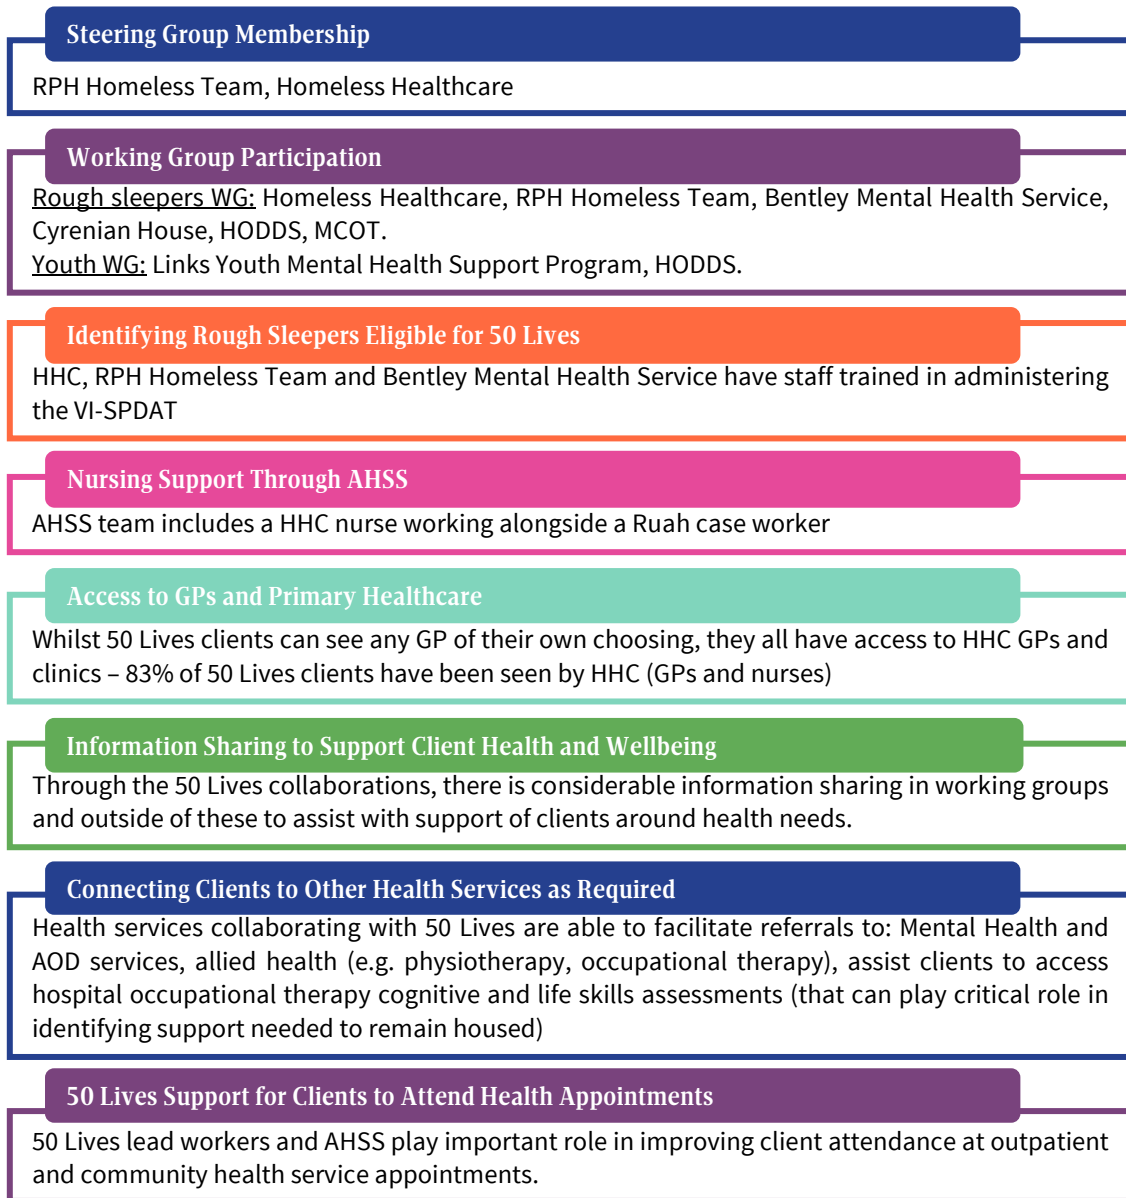 Steering Group Membership
RPH Homeless Team, Homeless Healthcare
Working Group Participation
Rough sleepers WG: Homeless Healthcare, RPH Homeless Team, Bentley Mental Health Service,
Cyrenian House, HODDS, MCOT.
Youth WG: Links Youth Mental Health Support Program, HODDS.
Identifying Rough Sleepers Eligible for 50 Lives
HHC, RPH Homeless Team and Bentley Mental Health Service have staff trained in administering
the VI-SPDAT
Nursing Support Through AHSS
AHSS team includes a HHC nurse working alongside a Ruah case worker
Access to GPs and Primary Healthcare
Whilst 50 Lives clients can see any GP of their own choosing, they all have access to HHC GPs and
clinics – 83% of 50 Lives clients have been seen by HHC (GPs and nurses)
Information Sharing to Support Client Health and Wellbeing
Through the 50 Lives collaborations, there is considerable information sharing in working groups
and outside of these to assist with support of clients around health needs.
Connecting Clients to Other Health Services as Required
Health services collaborating with 50 Lives are able to facilitate referrals to: Mental Health and
AOD services, allied health (e.g. physiotherapy, occupational therapy), assist clients to access
hospital occupational therapy cognitive and life skills assessments (that can play critical role in
identifying support needed to remain housed)
50 Lives Support for Clients to Attend Health Appointments
50 Lives lead workers and AHSS play important role in improving client attendance at outpatient
and community health service appointments.